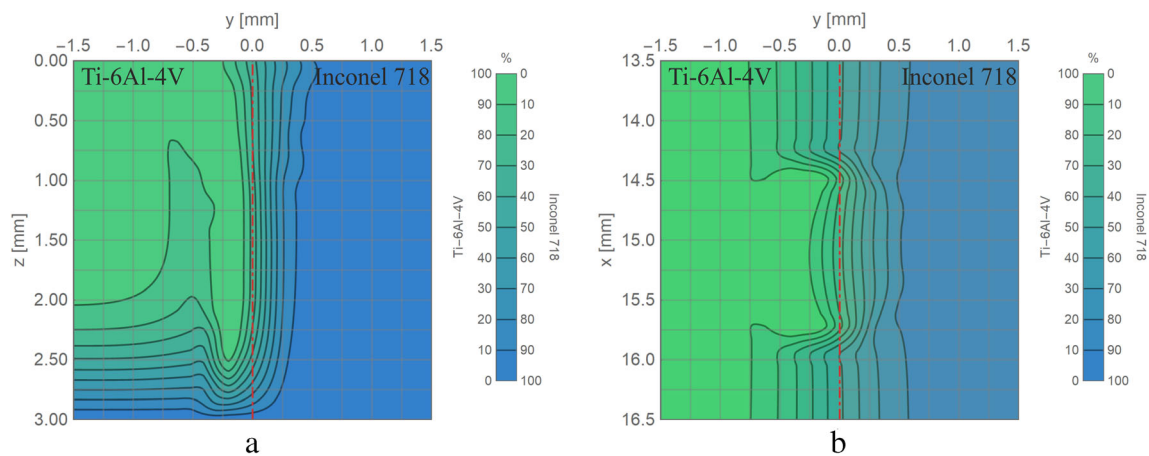 y [mm]
−1.5 −1.0 −0.5 0.0 0.5 1.0 1.5
z [mm]
0.00
0.50
1.00
1.50
2.00
2.50
3.00
Ti-6Al-4V Inconel 718
%
100 0
90 10
80 20
70 30
60 40
50 50
40 60
30 70
20 80
10 90
0 100
Ti−6Al−4V
Inconel 718
a
y [mm]
−1.5 −1.0 −0.5 0.0 0.5 1.0 1.5
x [mm]
13.5
14.0
14.5
15.0
15.5
16.0
16.5
Ti-6Al-4V Inconel 718
%
100 0
90 10
80 20
70 30
60 40
50 50
40 60
30 70
20 80
10 90
0 100
Ti−6Al−4V
Inconel 718
b